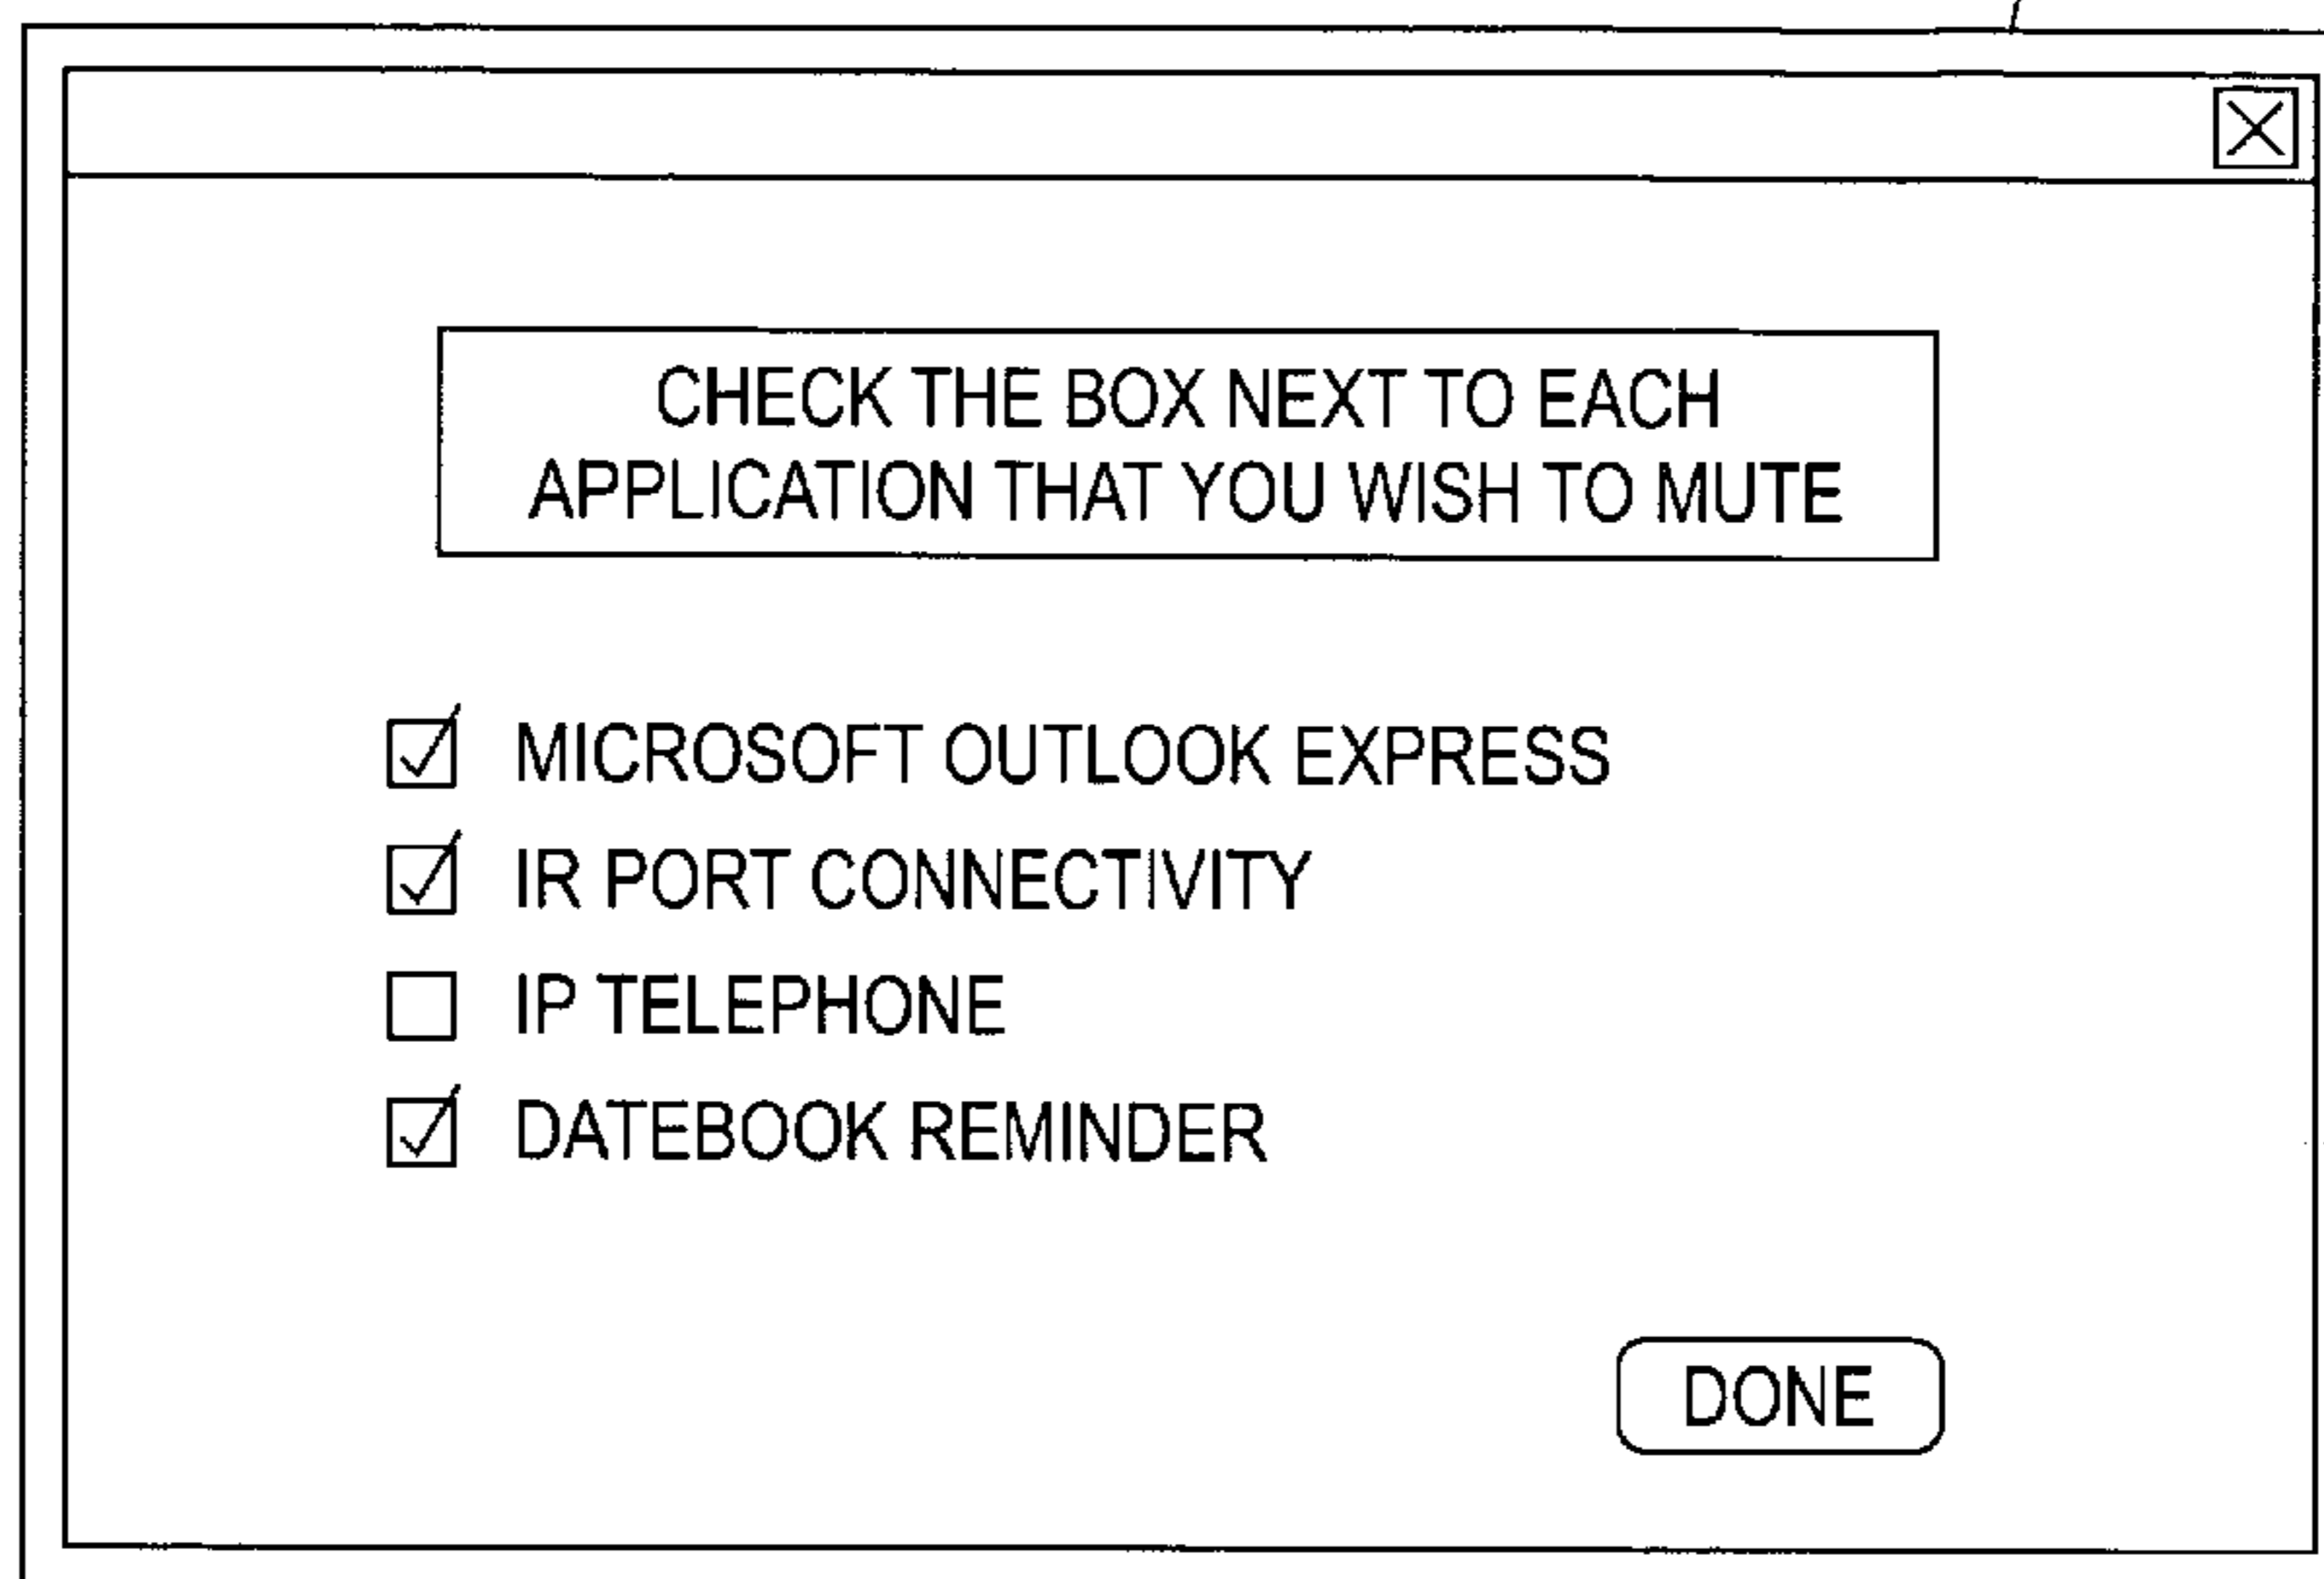 CHECK THE BOX NEXT TO EACH
APPLICATION THAT YOU WISH TO MUTE
MICROSOFT OUTLOOK EXPRESS
IR PORT CONNECTIVITY
IP TELEPHONE
DATEBOOK REMINDER
DONE